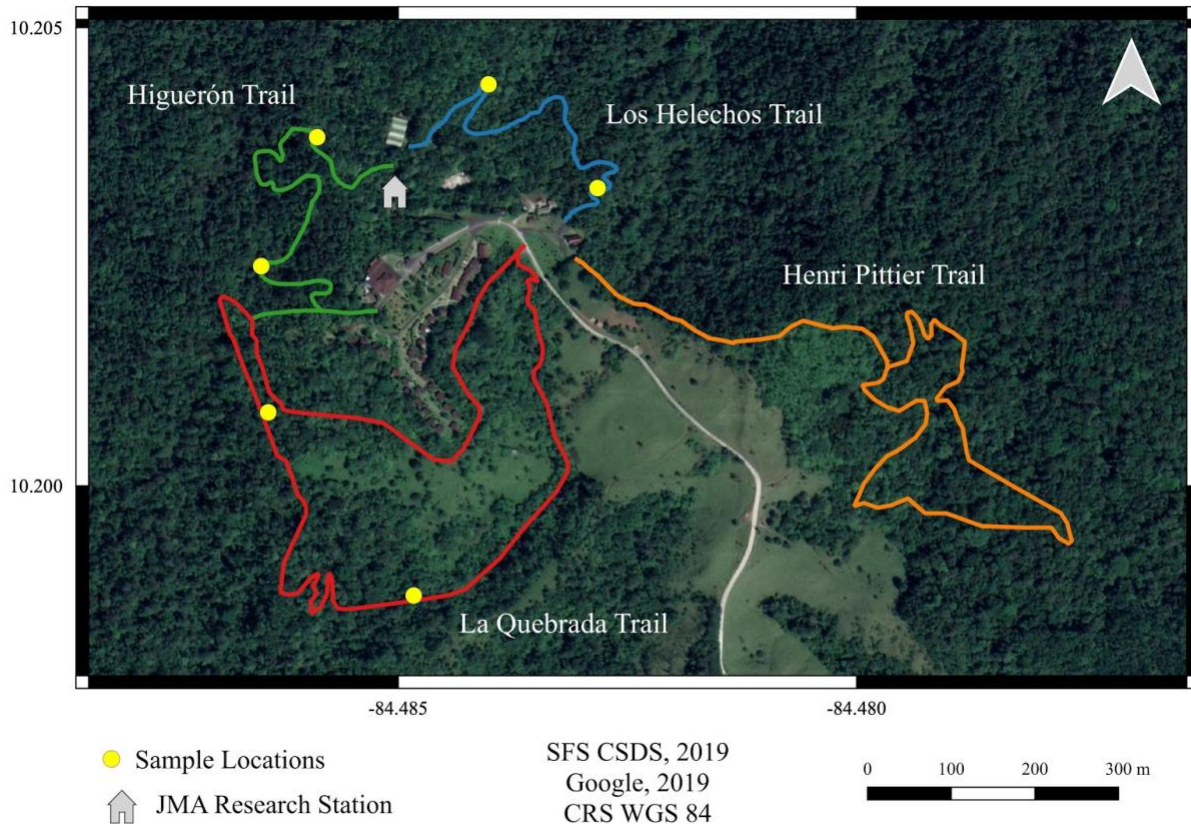 10.205
Higuerón Trail
Los Helechos Trail
Henri Pittier Trail
10.200
La Quebrada Trail
-84.485
-84.480
Sample Locations
JMA Research Station
SFS CSDS, 2019
Google, 2019
CRS WGS 84
0 100 200 300 m